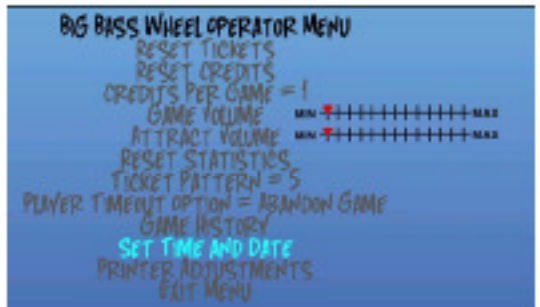 BIG BASS WHEEL OPERATOR MENU
RESET TICKETS
RESET CREDITS
CREDITS PER GAME = 1
GAME VOLUME MIN MAX
ATTRACT VOLUME MIN MAX
RESET STATISTICS
TICKET PATTERN = 5
PLAYER TIMEOUT OPTION = ABANDON GAME
GAME HISTORY
SET TIME AND DATE
PRINTER ADJUSTMENTS
EXIT MENU